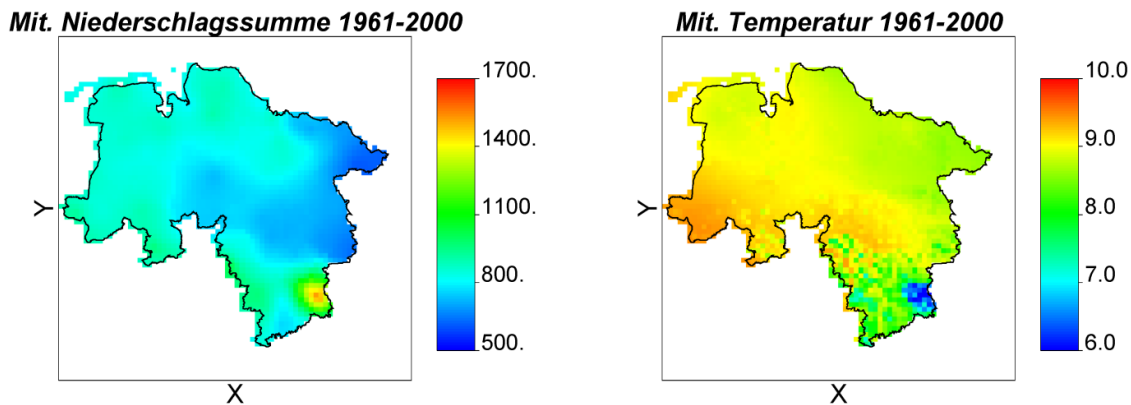 Mit. Niederschlagssumme 1961-2000
1700.
1400.
1100.
800.
500.
Y
X
Mit. Temperatur 1961-2000
10.0
9.0
8.0
7.0
6.0
Y
X